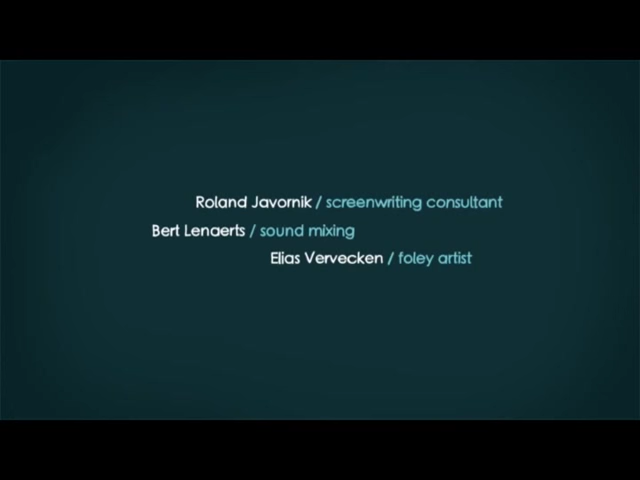 Roland Javornik / screenwriting consultant
Bert Lenaerts / sound mixing
Elias Vervecken / foley artist